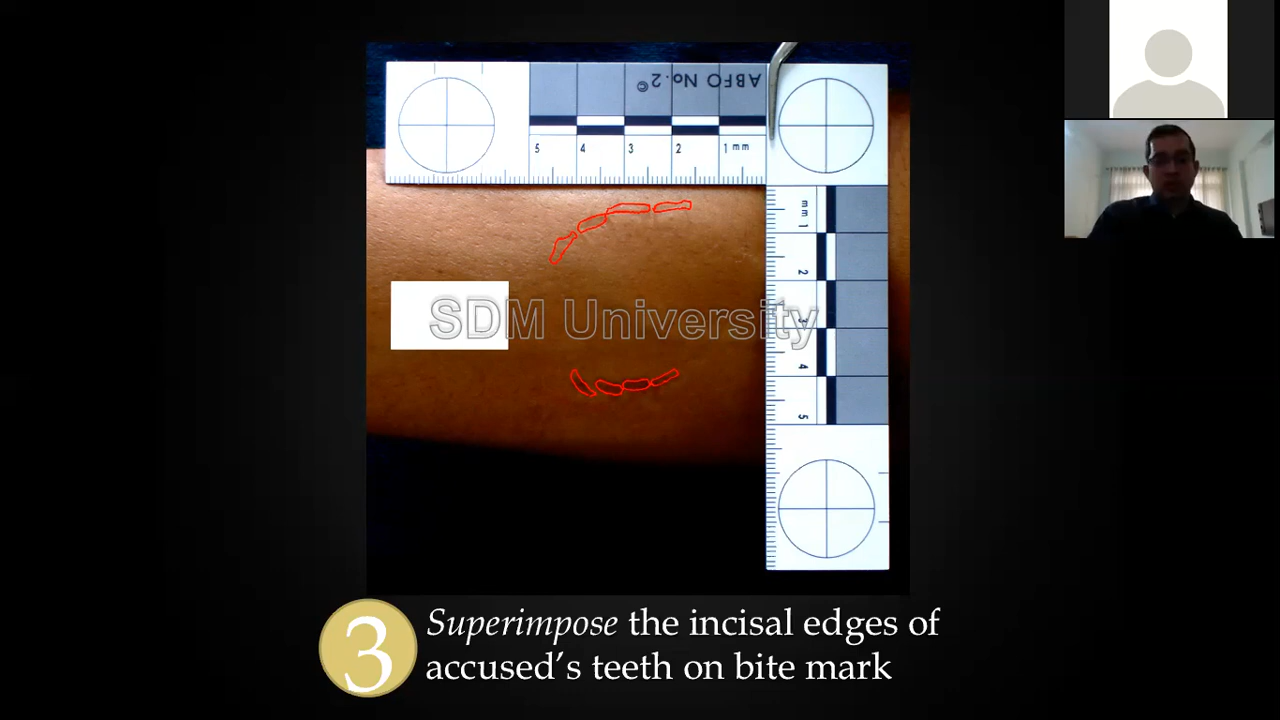 ABFO No.2©
5 4 3 2 1 mm
mm 1
2
3
4
5
SDM University
3
Superimpose the incisal edges of
accused's teeth on bite mark